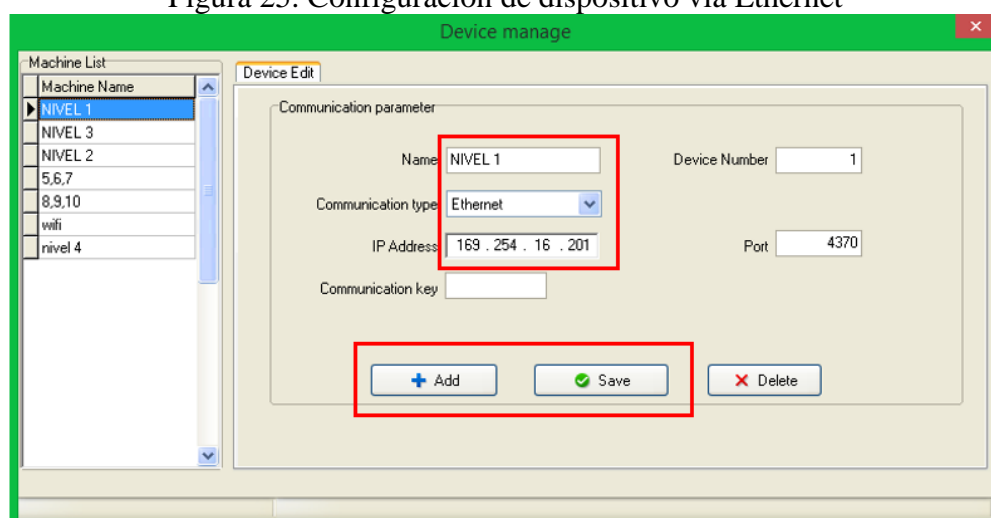 Figura 25. Configuración de dispositivo vía Ethernet
Device manage
Machine List
Machine Name
NIVEL 1
NIVEL 3
NIVEL 2
5,6,7
8,9,10
wifi
nivel 4
Device Edit
Communication parameter
Name NIVEL 1 Device Number 1
Communication type Ethernet
IP Address 169 . 254 . 16 . 201 Port 4370
Communication key
Add Save Delete